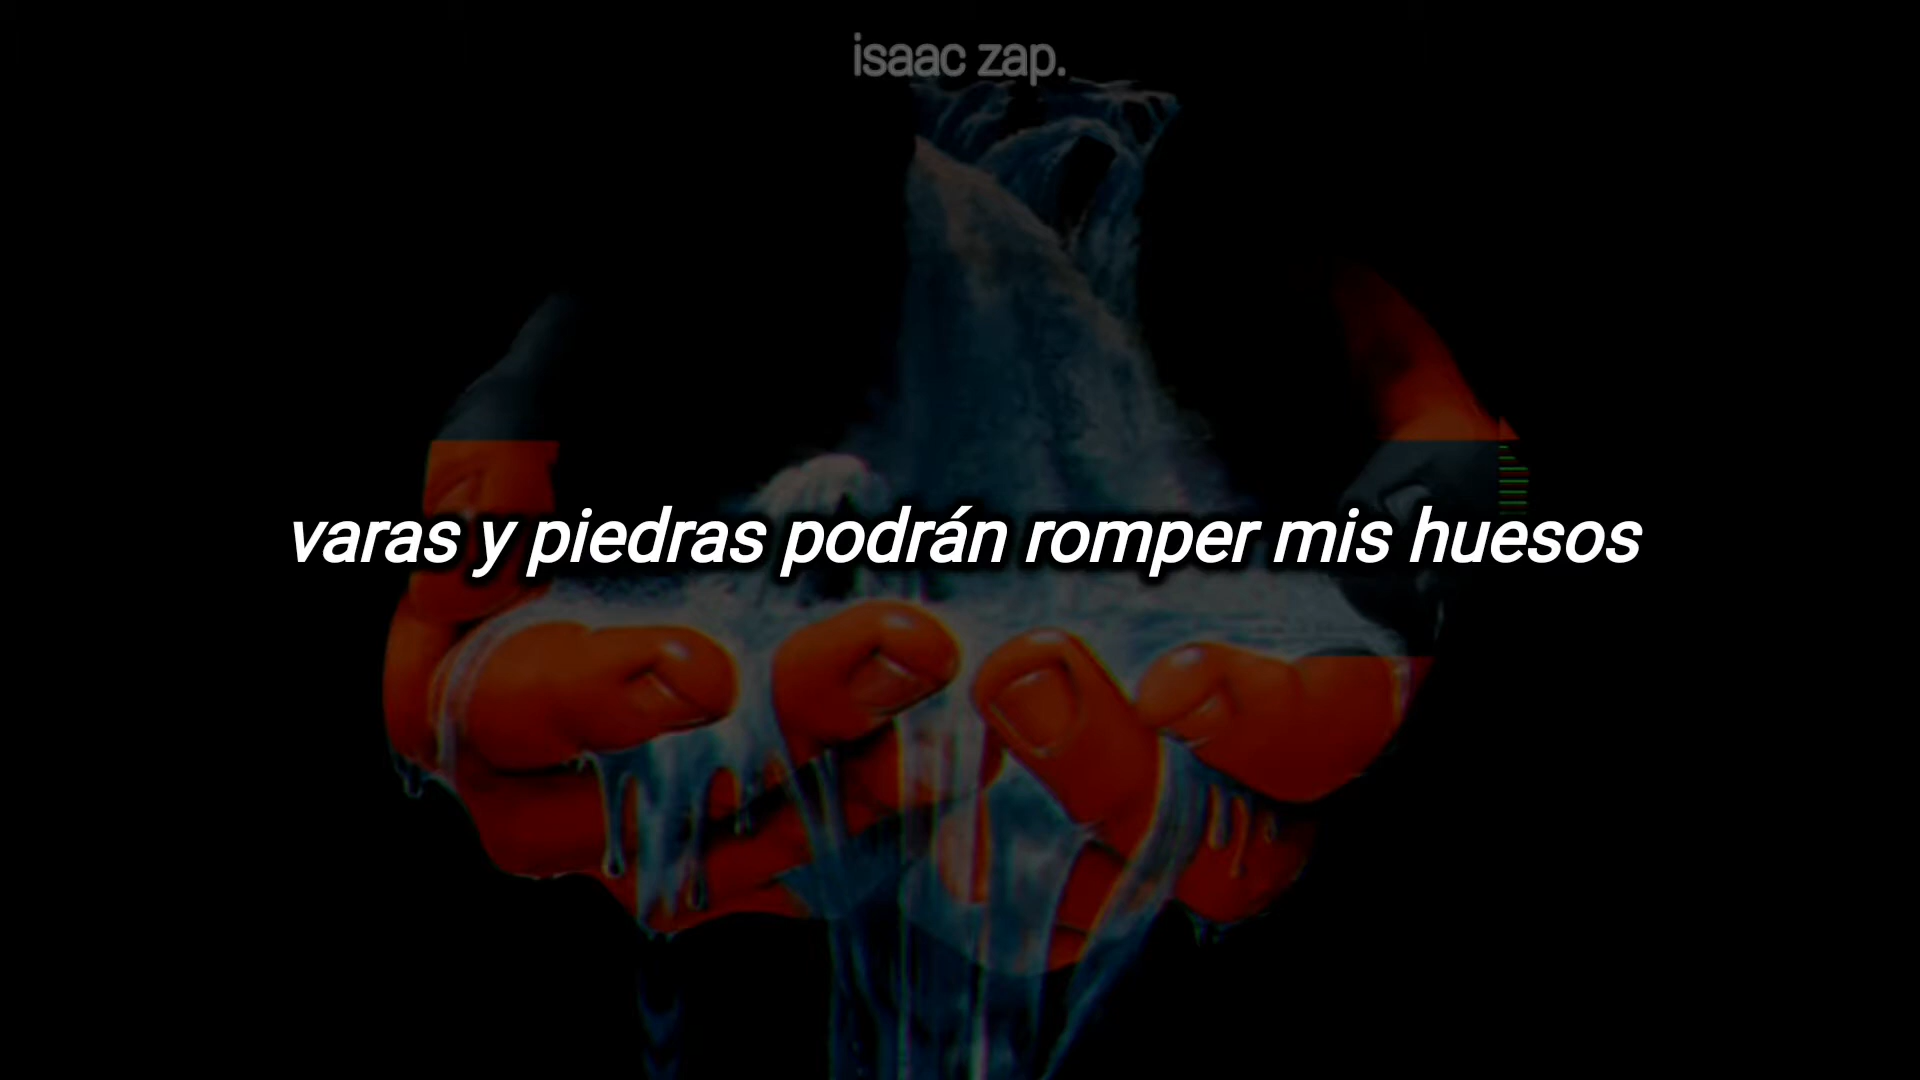 isaac zap.
varas y piedras podrán romper mis huesos